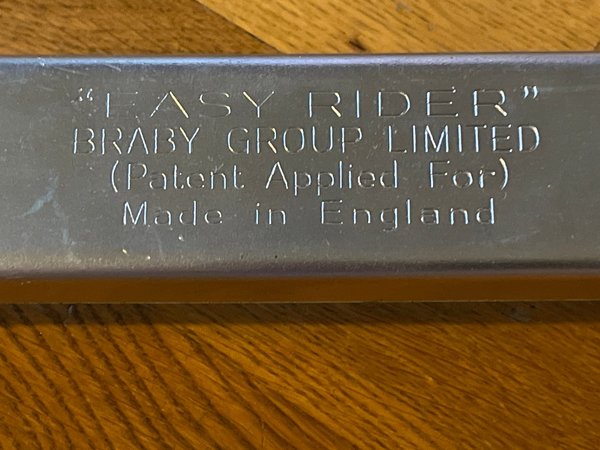 "EASY RIDER"
BRABY GROUP LIMITED
(Patent Applied For)
Made in England